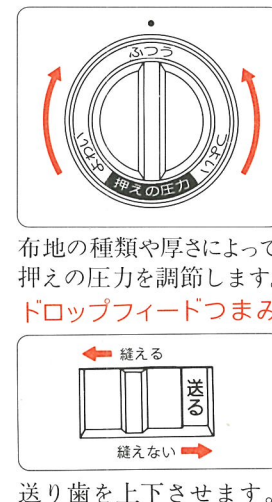 ふつう
よわい
つよい
押えの圧力
布地の種類や厚さによって
押えの圧力を調節します。
ドロップフィードつまみ
縫える
送る
縫えない
送り歯を上下させます。